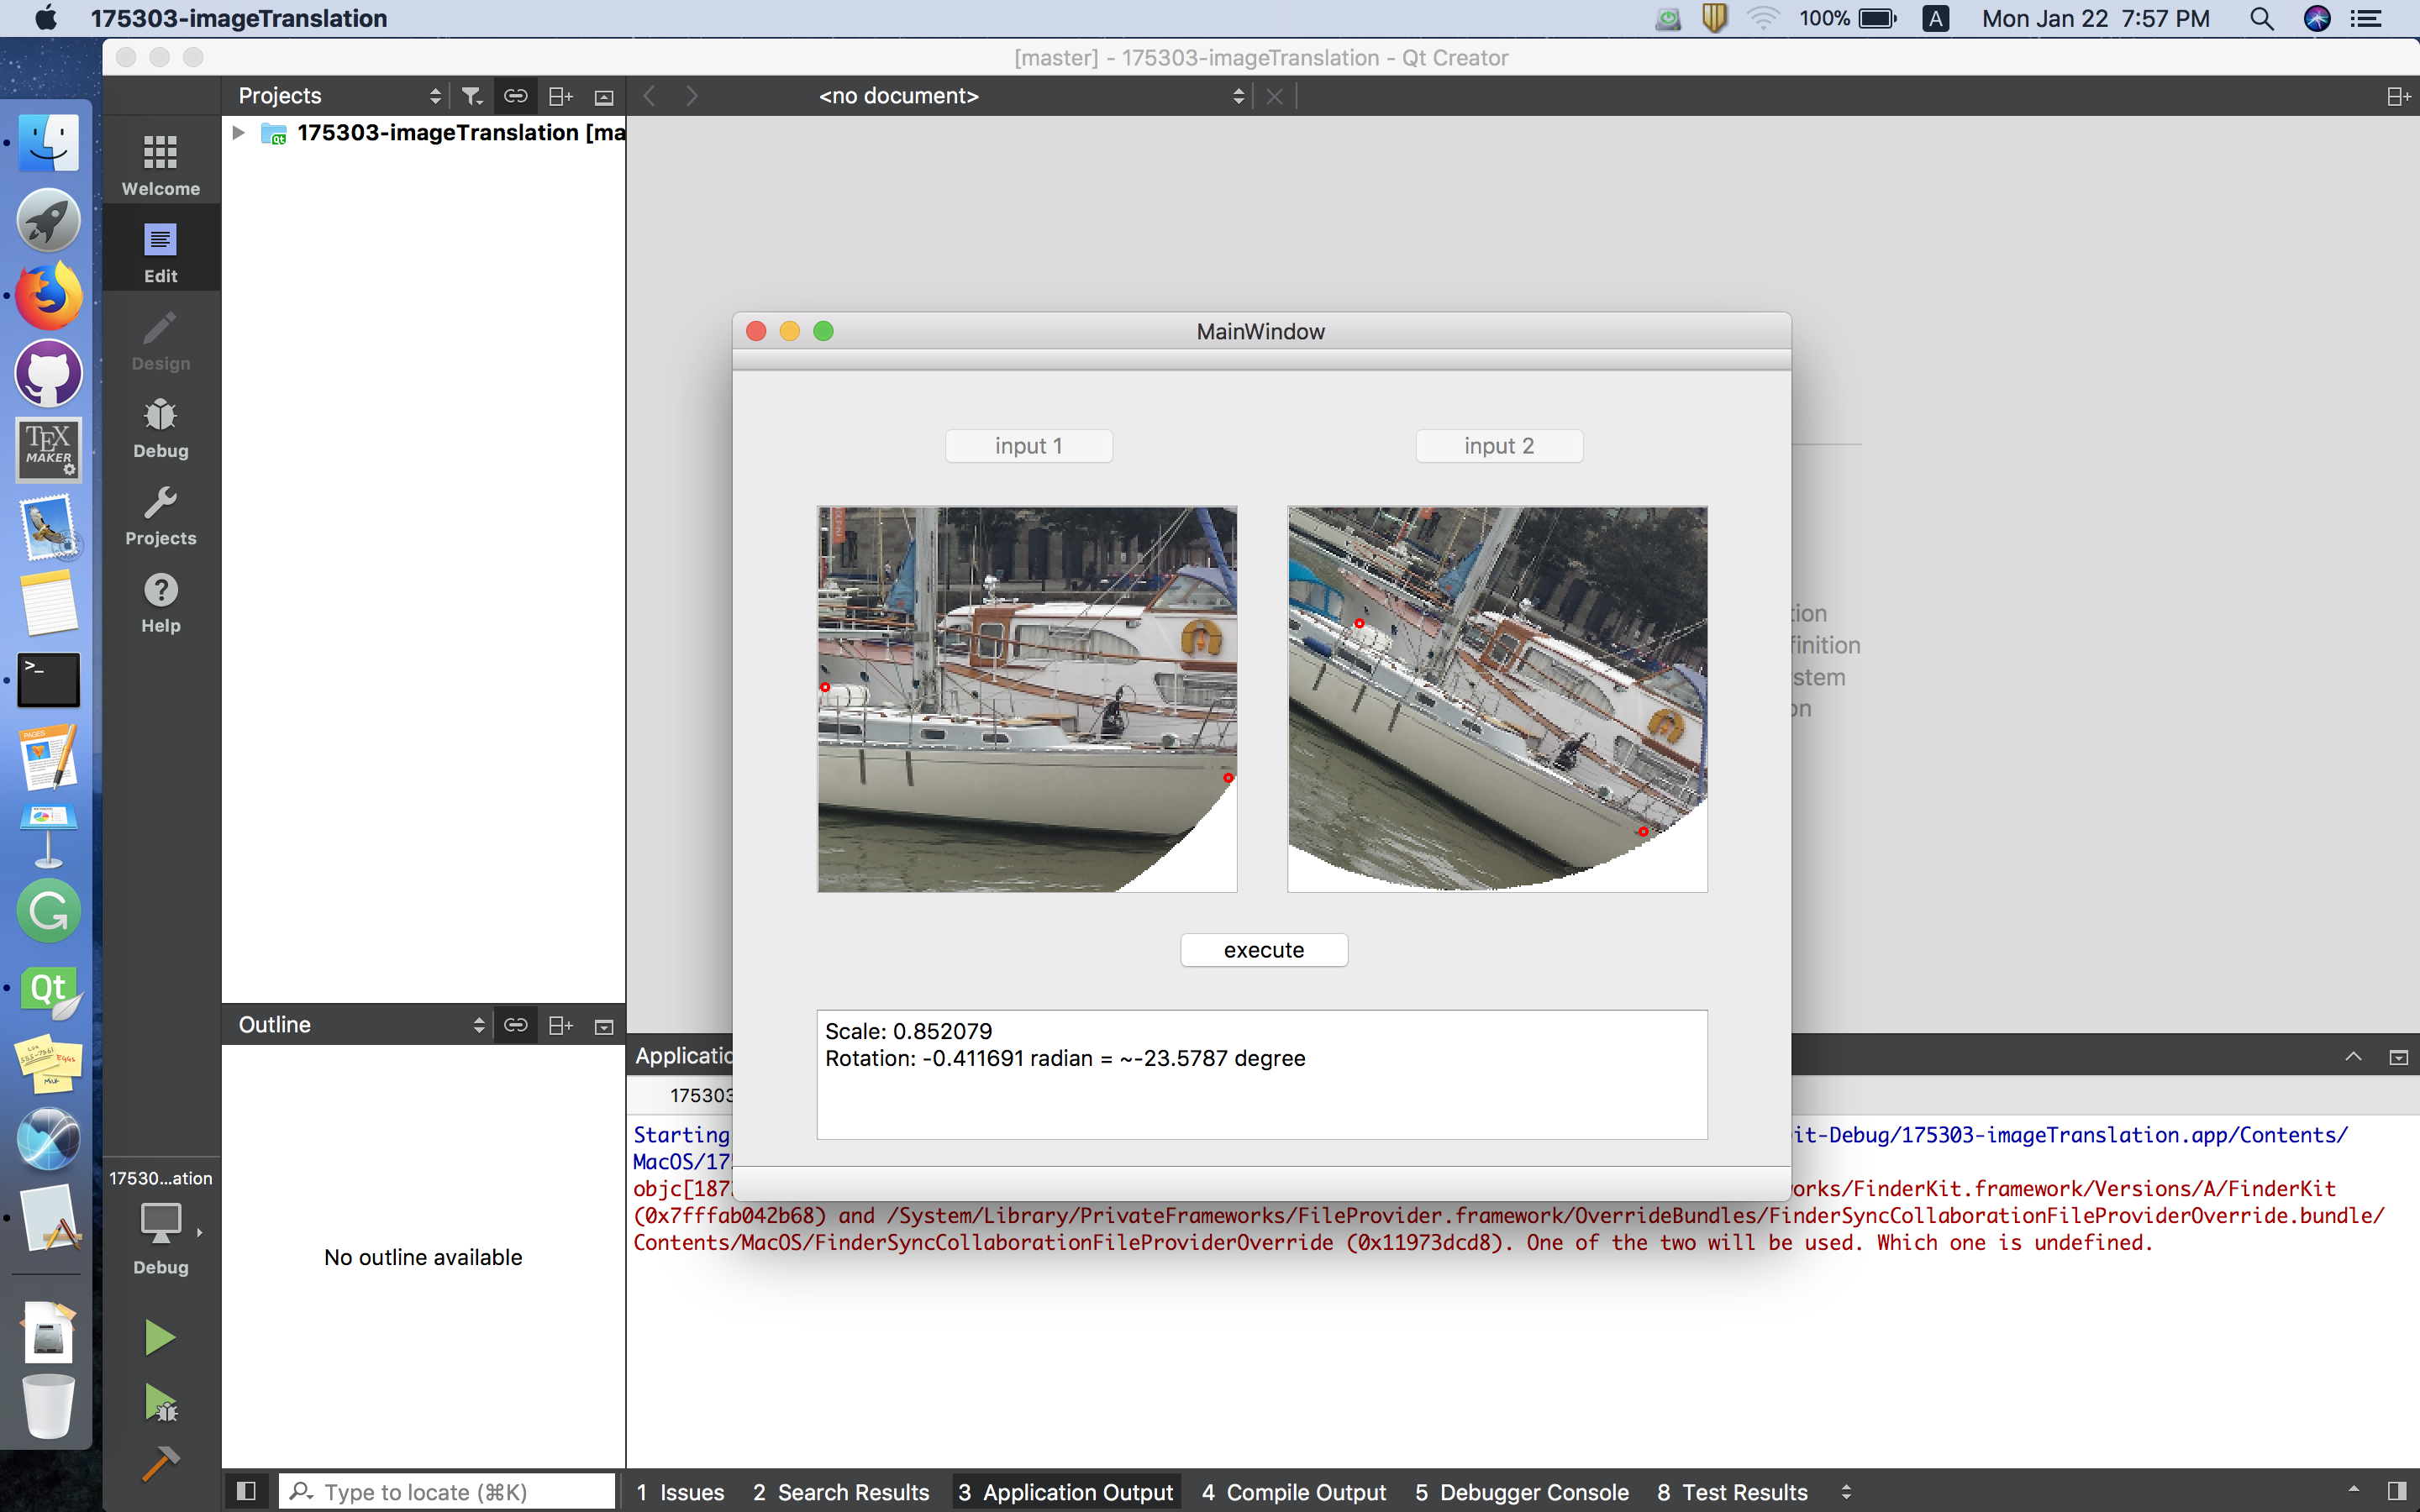 175303-imageTranslation
100%
A
Mon Jan 22 7:57 PM
[master] - 175303-imageTranslation - Qt Creator
Projects
<no document>
175303-imageTranslation [ma
Welcome
Edit
Design
Debug
Projects
Help
TEX
MAKER
PAGES
>_
Qt
MainWindow
input 1
input 2
tion
finition
stem
on
execute
Scale: 0.852079
Rotation: -0.411691 radian = ~-23.5787 degree
Outline
No outline available
17530...ation
Debug
Applicatio
175303
Starting
it-Debug/175303-imageTranslation.app/Contents/
MacOS/17
objc[187
orks/FinderKit.framework/Versions/A/FinderKit
(0x7fffab042b68) and /System/Library/PrivateFrameworks/FileProvider.framework/OverrideBundles/FinderSyncCollaborationFileProviderOverride.bundle/
Contents/MacOS/FinderSyncCollaborationFileProviderOverride (0x11973dcd8). One of the two will be used. Which one is undefined.
Type to locate (⌘K)
1 Issues
2 Search Results
3 Application Output
4 Compile Output
5 Debugger Console
8 Test Results